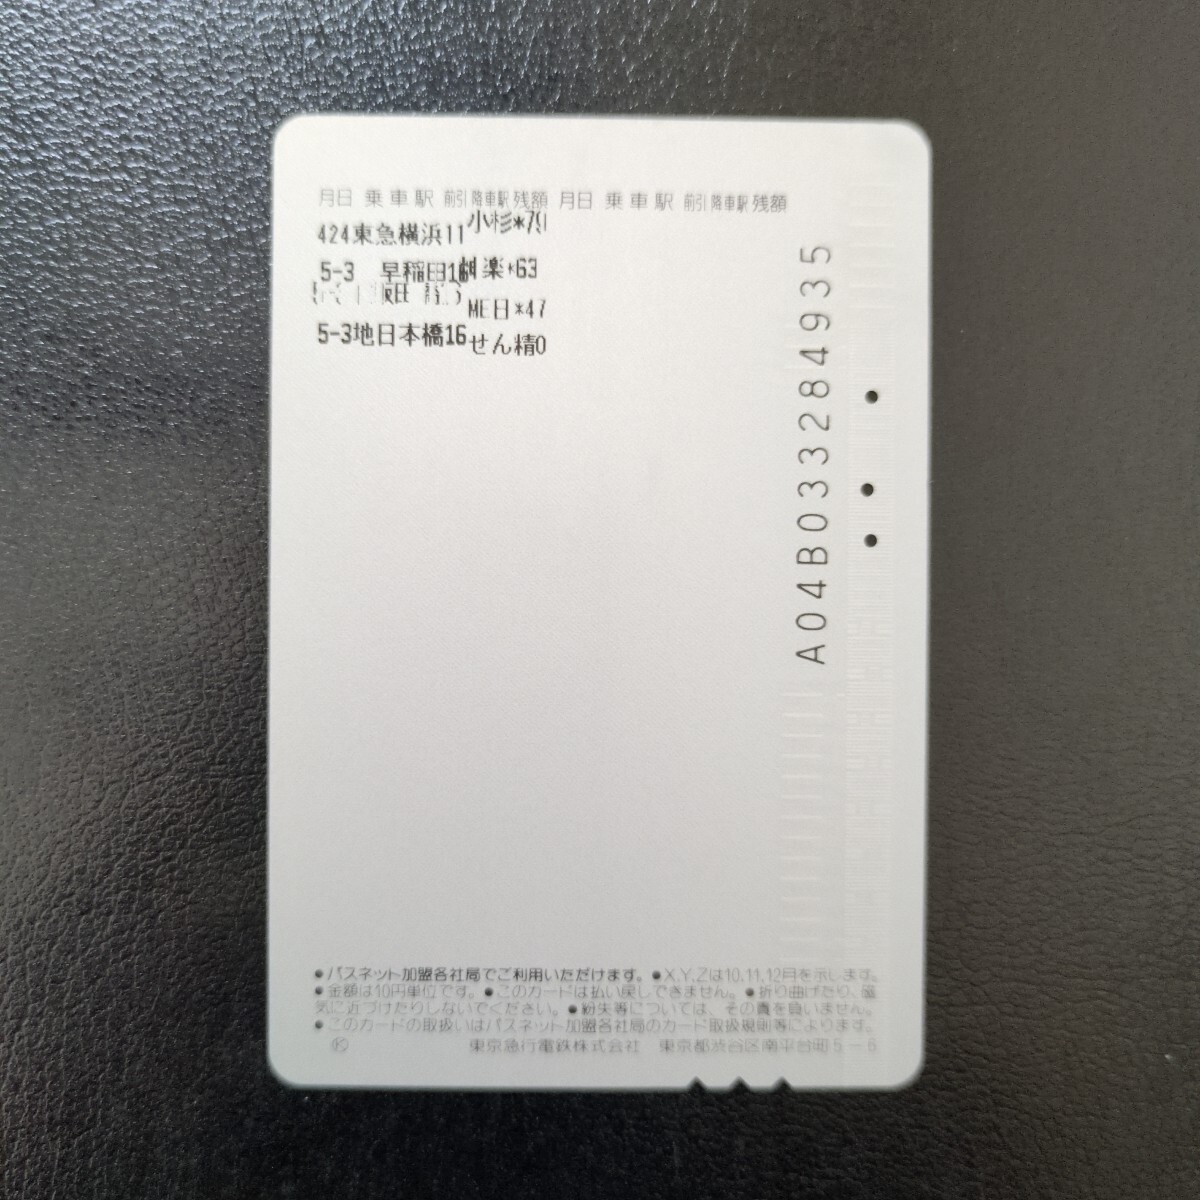 月日 乗車駅 前引 降車駅 残額 月日 乗車駅 前引 降車駅 残額
424東急横浜11 小杉*79
5-3 早稲田16 楽*63
ME日*47
5-3地日本橋16 せん精0
A04B033284935
●パスネット加盟各社局でご利用いただけます。●X,Y,Zは10,11,12月を示します。
●金額は10円単位です。●このカードは払い戻しできません。●折り曲げたり、磁
気に近づけたりしないでください。●紛失等については、その責を負いません。
●このカードの取扱いはパスネット加盟各社局のカード取扱規則等によります。
Ⓚ 東京急行電鉄株式会社 東京都渋谷区南平台町5-6